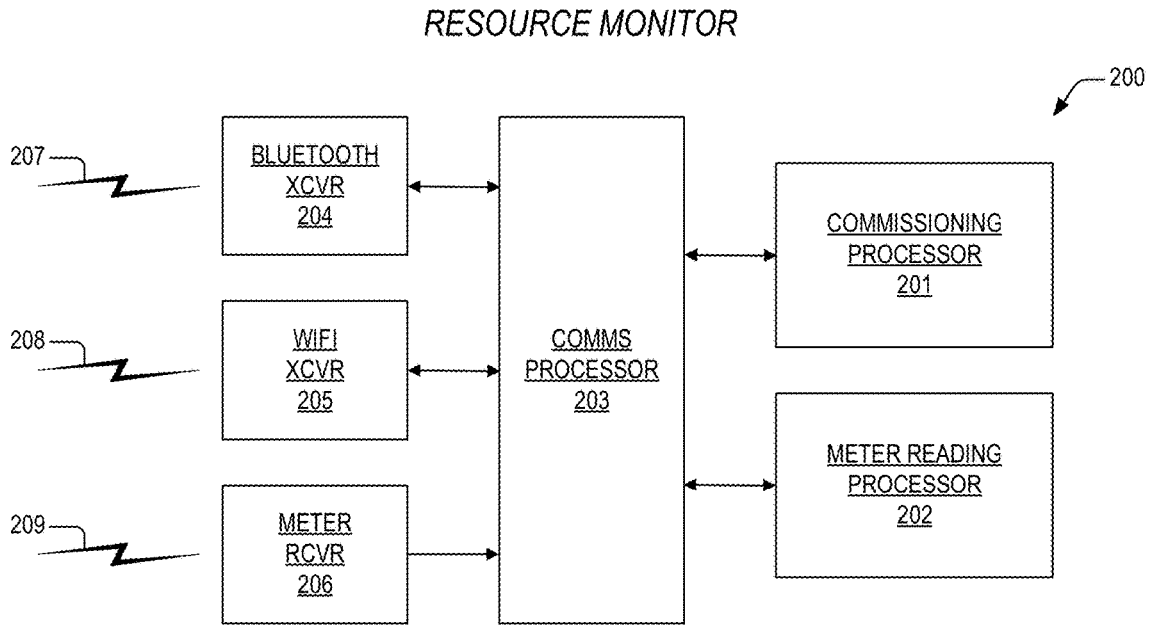 RESOURCE MONITOR
200
207
BLUETOOTH
XCVR
204
208
WIFI
XCVR
205
209
METER
RCVR
206
COMMS
PROCESSOR
203
COMMISSIONING
PROCESSOR
201
METER READING
PROCESSOR
202